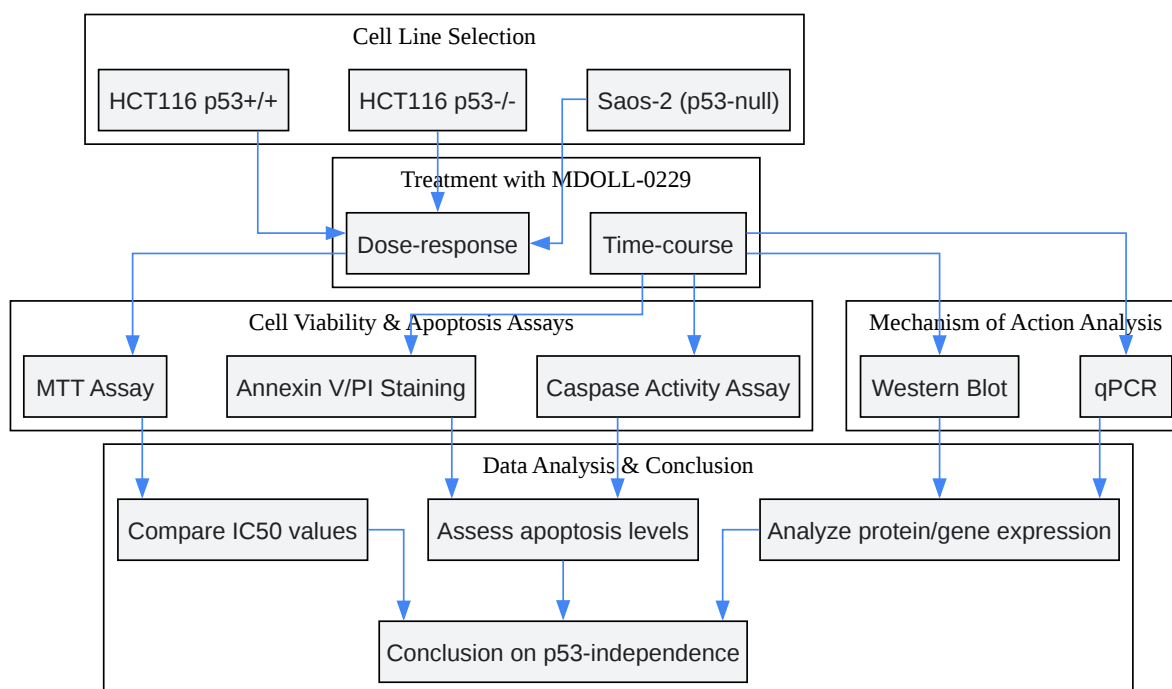 Cell Line Selection
HCT116 p53+/+
HCT116 p53-/-
Saos-2 (p53-null)
Treatment with MDOLL-0229
Dose-response
Time-course
Cell Viability & Apoptosis Assays
Mechanism of Action Analysis
MTT Assay
Annexin V/PI Staining
Caspase Activity Assay
Western Blot
qPCR
Data Analysis & Conclusion
Compare IC50 values
Assess apoptosis levels
Analyze protein/gene expression
Conclusion on p53-independence